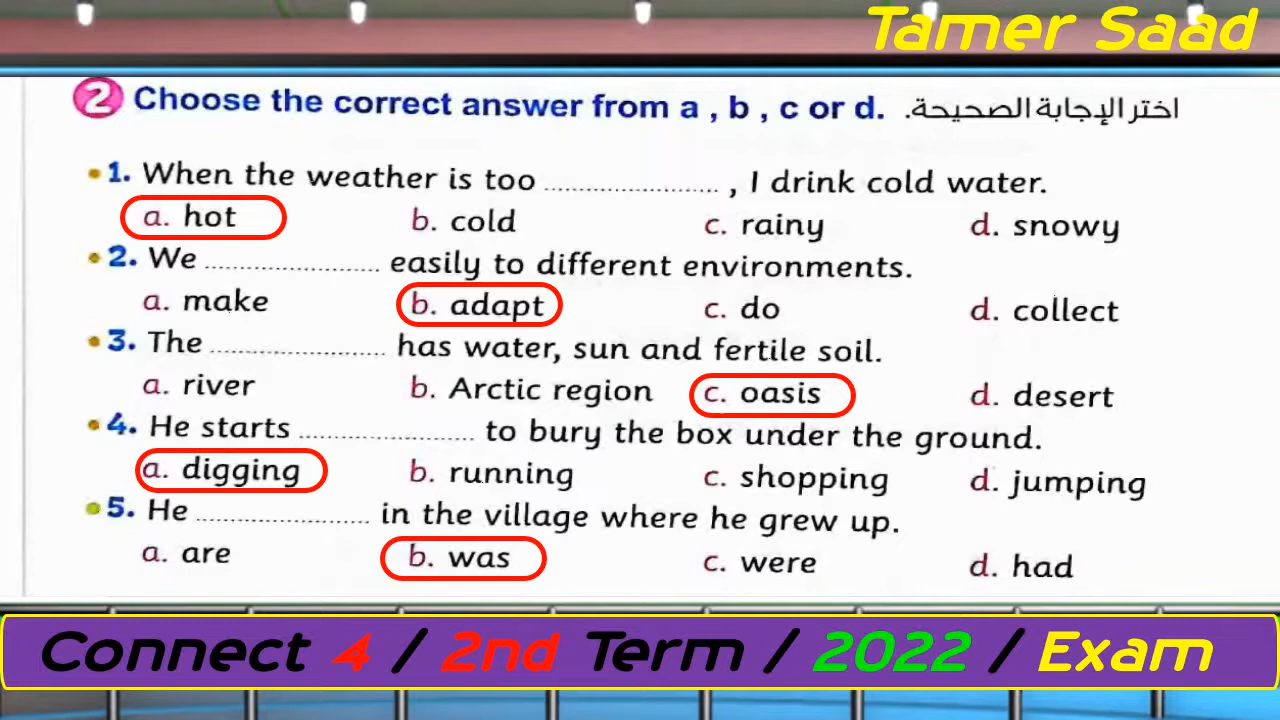 Tamer Saad
2 Choose the correct answer from a , b , c or d. اختر الإجابة الصحيحة.
1. When the weather is too ........................ , I drink cold water.
a. hot b. cold c. rainy d. snowy
2. We ........................ easily to different environments.
a. make b. adapt c. do d. collect
3. The ........................ has water, sun and fertile soil.
a. river b. Arctic region c. oasis d. desert
4. He starts ........................ to bury the box under the ground.
a. digging b. running c. shopping d. jumping
5. He ........................ in the village where he grew up.
a. are b. was c. were d. had
Connect 4 / 2nd Term / 2022 / Exam